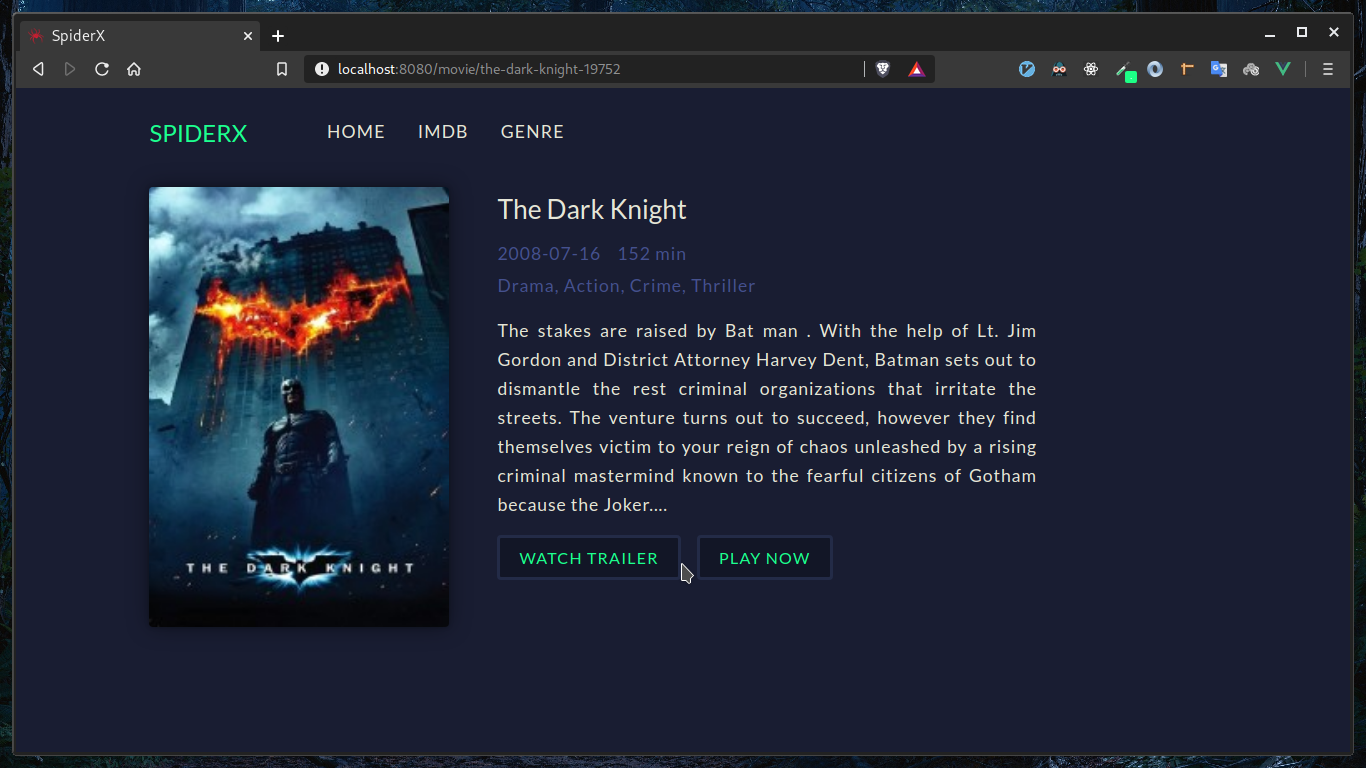 SpiderX
localhost:8080/movie/the-dark-knight-19752
SPIDERX HOME IMDB GENRE
The Dark Knight
2008-07-16 152 min
Drama, Action, Crime, Thriller
The stakes are raised by Bat man . With the help of Lt. Jim
Gordon and District Attorney Harvey Dent, Batman sets out to
dismantle the rest criminal organizations that irritate the
streets. The venture turns out to succeed, however they find
themselves victim to your reign of chaos unleashed by a rising
criminal mastermind known to the fearful citizens of Gotham
because the Joker....
WATCH TRAILER PLAY NOW
THE DARK KNIGHT